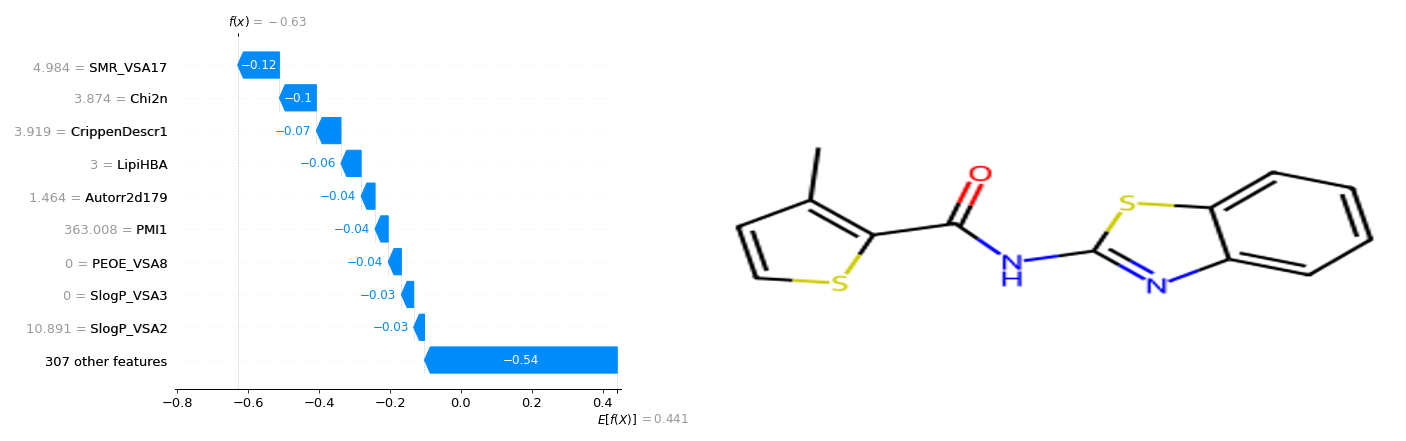 f(x) = −0.63
4.984 = SMR_VSA17
−0.12
3.874 = Chi2n
−0.1
3.919 = CrippenDescr1
−0.07
3 = LipiHBA
−0.06
1.464 = Autorr2d179
−0.04
363.008 = PMI1
−0.04
0 = PEOE_VSA8
−0.04
0 = SlogP_VSA3
−0.03
10.891 = SlogP_VSA2
−0.03
307 other features
−0.54
−0.8 −0.6 −0.4 −0.2 0.0 0.2 0.4
E[f(X)] = 0.441
O
S
N
H
S
N